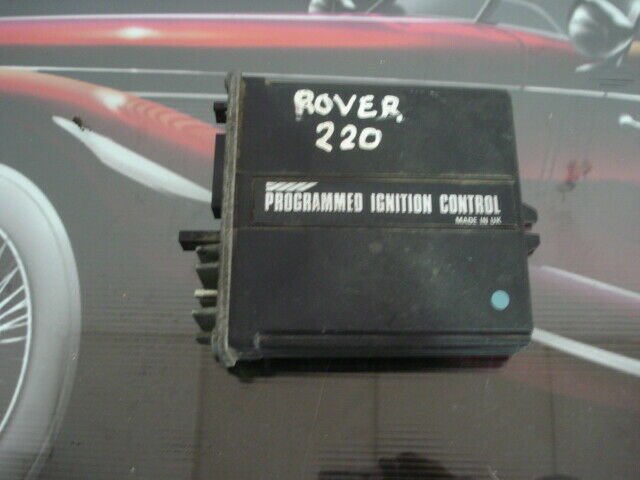 ROVER
220
PROGRAMMED IGNITION CONTROL
MADE IN UK